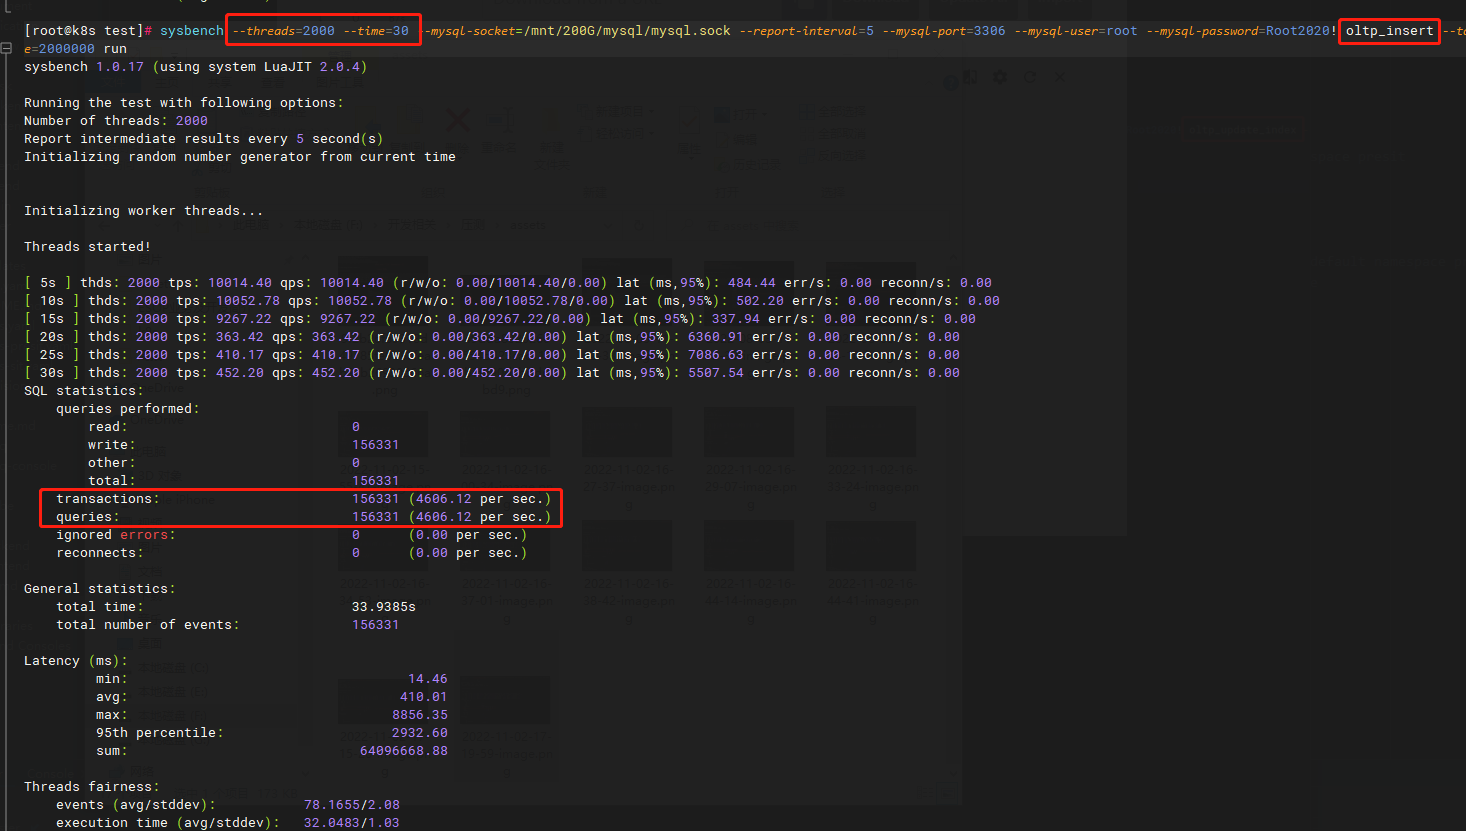 [root@k8s test]# sysbench --threads=2000 --time=30 --mysql-socket=/mnt/200G/mysql/mysql.sock --report-interval=5 --mysql-port=3306 --mysql-user=root --mysql-password=Root2020! oltp_insert
e=2000000 run
sysbench 1.0.17 (using system LuaJIT 2.0.4)
Running the test with following options:
Number of threads: 2000
Report intermediate results every 5 second(s)
Initializing random number generator from current time
Initializing worker threads...
Threads started!
[ 5s ] thds: 2000 tps: 10014.40 qps: 10014.40 (r/w/o: 0.00/10014.40/0.00) lat (ms,95%): 484.44 err/s: 0.00 reconn/s: 0.00
[ 10s ] thds: 2000 tps: 10052.78 qps: 10052.78 (r/w/o: 0.00/10052.78/0.00) lat (ms,95%): 502.20 err/s: 0.00 reconn/s: 0.00
[ 15s ] thds: 2000 tps: 9267.22 qps: 9267.22 (r/w/o: 0.00/9267.22/0.00) lat (ms,95%): 337.94 err/s: 0.00 reconn/s: 0.00
[ 20s ] thds: 2000 tps: 363.42 qps: 363.42 (r/w/o: 0.00/363.42/0.00) lat (ms,95%): 6360.91 err/s: 0.00 reconn/s: 0.00
[ 25s ] thds: 2000 tps: 410.17 qps: 410.17 (r/w/o: 0.00/410.17/0.00) lat (ms,95%): 7086.63 err/s: 0.00 reconn/s: 0.00
[ 30s ] thds: 2000 tps: 452.20 qps: 452.20 (r/w/o: 0.00/452.20/0.00) lat (ms,95%): 5507.54 err/s: 0.00 reconn/s: 0.00
SQL statistics:
queries performed:
read: 0
write: 156331
other: 0
total: 156331
transactions: 156331 (4606.12 per sec.)
queries: 156331 (4606.12 per sec.)
ignored errors: 0 (0.00 per sec.)
reconnects: 0 (0.00 per sec.)
General statistics:
total time: 33.9385s
total number of events: 156331
Latency (ms):
min: 14.46
avg: 410.01
max: 8856.35
95th percentile: 2932.60
sum: 64096668.88
Threads fairness:
events (avg/stddev): 78.1655/2.08
execution time (avg/stddev): 32.0483/1.03